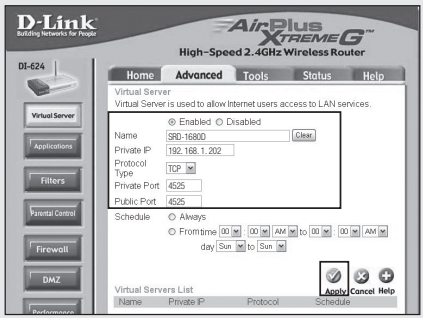 D-Link
Building Networks for People
AirPlus
XTREME G™
High-Speed 2.4GHz Wireless Router
DI-624
Home Advanced Tools Status Help
Virtual Server
Virtual Server is used to allow Internet users access to LAN services.
Enabled Disabled
Name SRD-1680D Clear
Private IP 192.168.1.202
Protocol Type TCP
Private Port 4525
Public Port 4525
Schedule Always
From time 00 : 00 AM to 00 : 00 AM
day Sun to Sun
Apply Cancel Help
Virtual Servers List
Name Private IP Protocol Schedule
Virtual Server
Applications
Filters
Parental Control
Firewall
DMZ
Performance